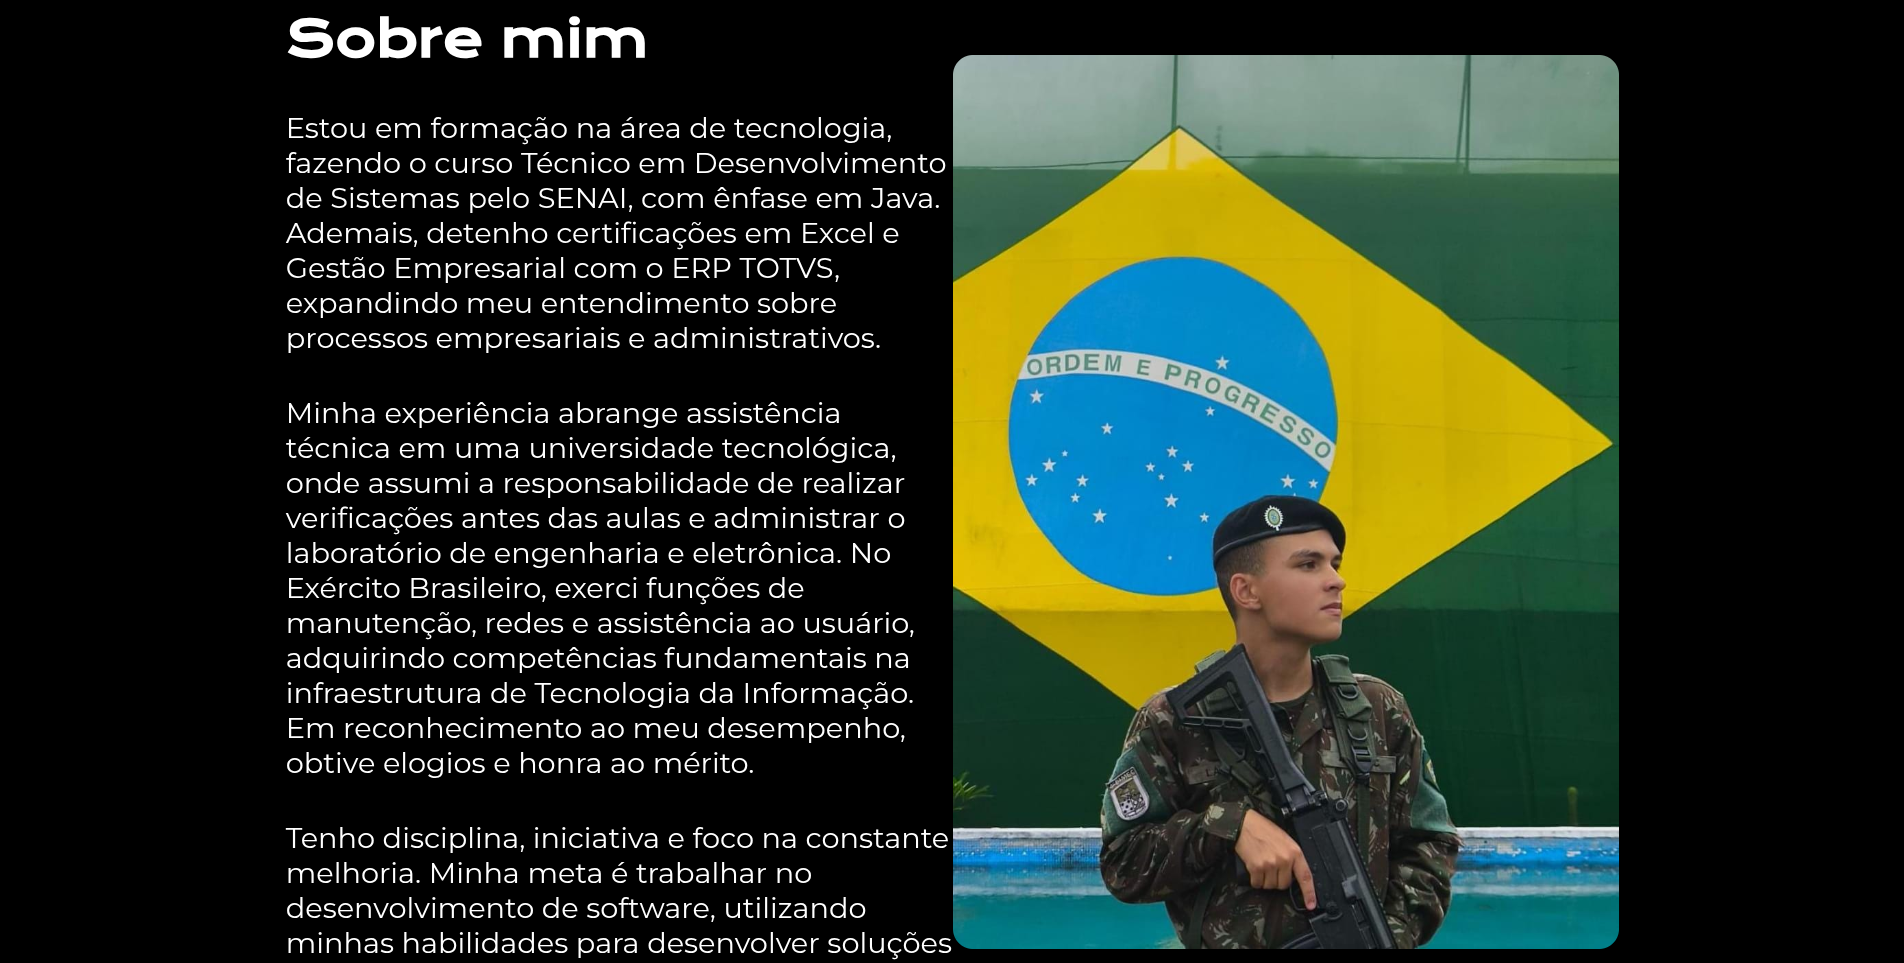 Sobre mim
Estou em formação na área de tecnologia,
fazendo o curso Técnico em Desenvolvimento
de Sistemas pelo SENAI, com ênfase em Java.
Ademais, detenho certificações em Excel e
Gestão Empresarial com o ERP TOTVS,
expandindo meu entendimento sobre
processos empresariais e administrativos.
Minha experiência abrange assistência
técnica em uma universidade tecnológica,
onde assumi a responsabilidade de realizar
verificações antes das aulas e administrar o
laboratório de engenharia e eletrônica. No
Exército Brasileiro, exerci funções de
manutenção, redes e assistência ao usuário,
adquirindo competências fundamentais na
infraestrutura de Tecnologia da Informação.
Em reconhecimento ao meu desempenho,
obtive elogios e honra ao mérito.
Tenho disciplina, iniciativa e foco na constante
melhoria. Minha meta é trabalhar no
desenvolvimento de software, utilizando
minhas habilidades para desenvolver soluções
ORDEM E PROGRESSO